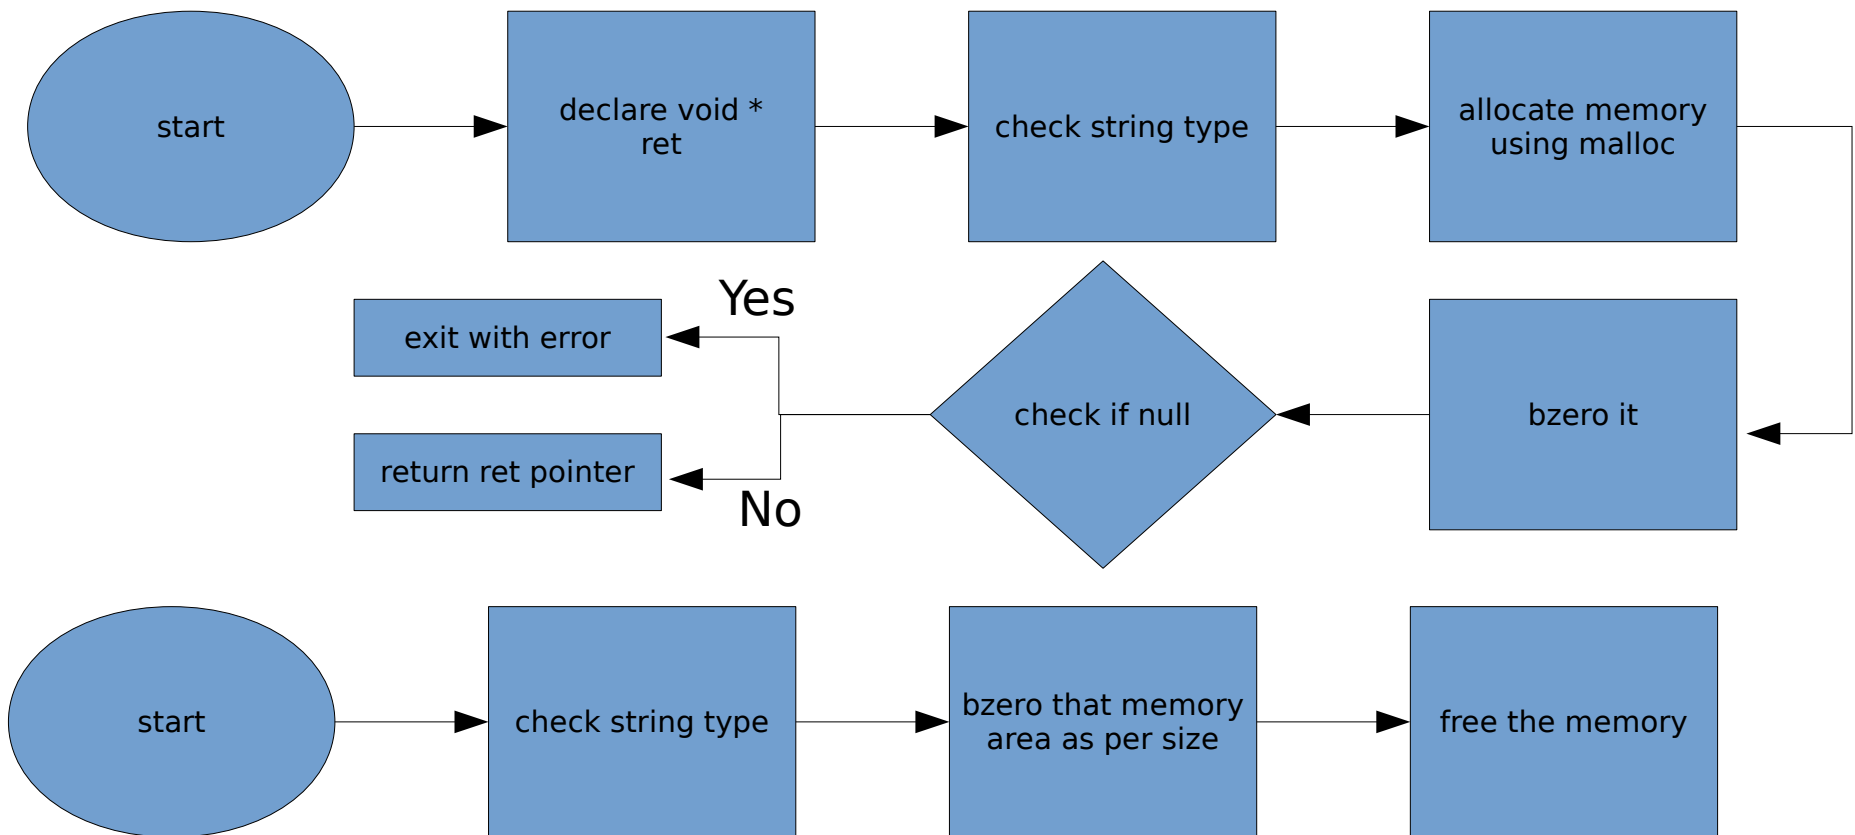 start
declare void *
ret
check string type
allocate memory
using malloc
Yes
exit with error
check if null
bzero it
return ret pointer
No
start
check string type
bzero that memory
area as per size
free the memory